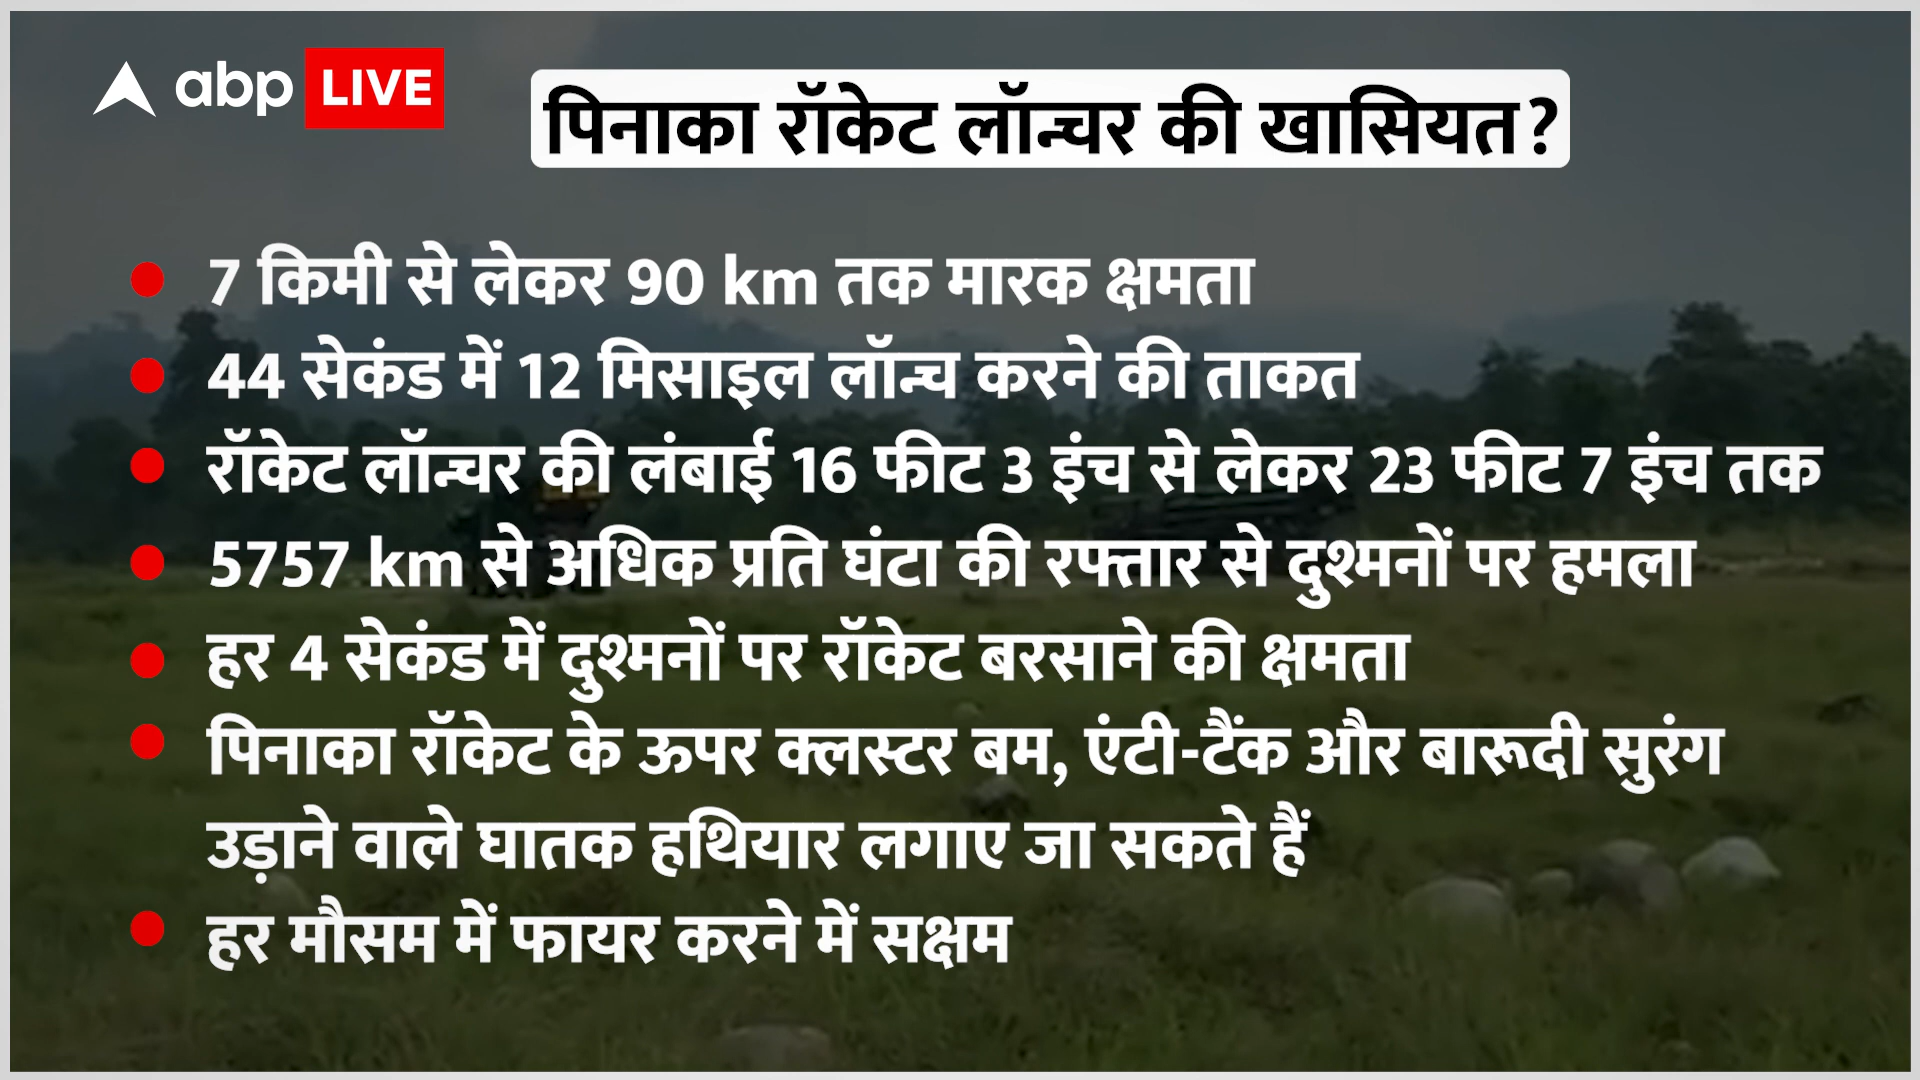 abp LIVE
पिनाका रॉकेट लॉन्चर की खासियत?
7 किमी से लेकर 90 km तक मारक क्षमता
44 सेकंड में 12 मिसाइल लॉन्च करने की ताकत
रॉकेट लॉन्चर की लंबाई 16 फीट 3 इंच से लेकर 23 फीट 7 इंच तक
5757 km से अधिक प्रति घंटा की रफ्तार से दुश्मनों पर हमला
हर 4 सेकंड में दुश्मनों पर रॉकेट बरसाने की क्षमता
पिनाका रॉकेट के ऊपर क्लस्टर बम, एंटी-टैंक और बारूदी सुरंग
उड़ाने वाले घातक हथियार लगाए जा सकते हैं
हर मौसम में फायर करने में सक्षम